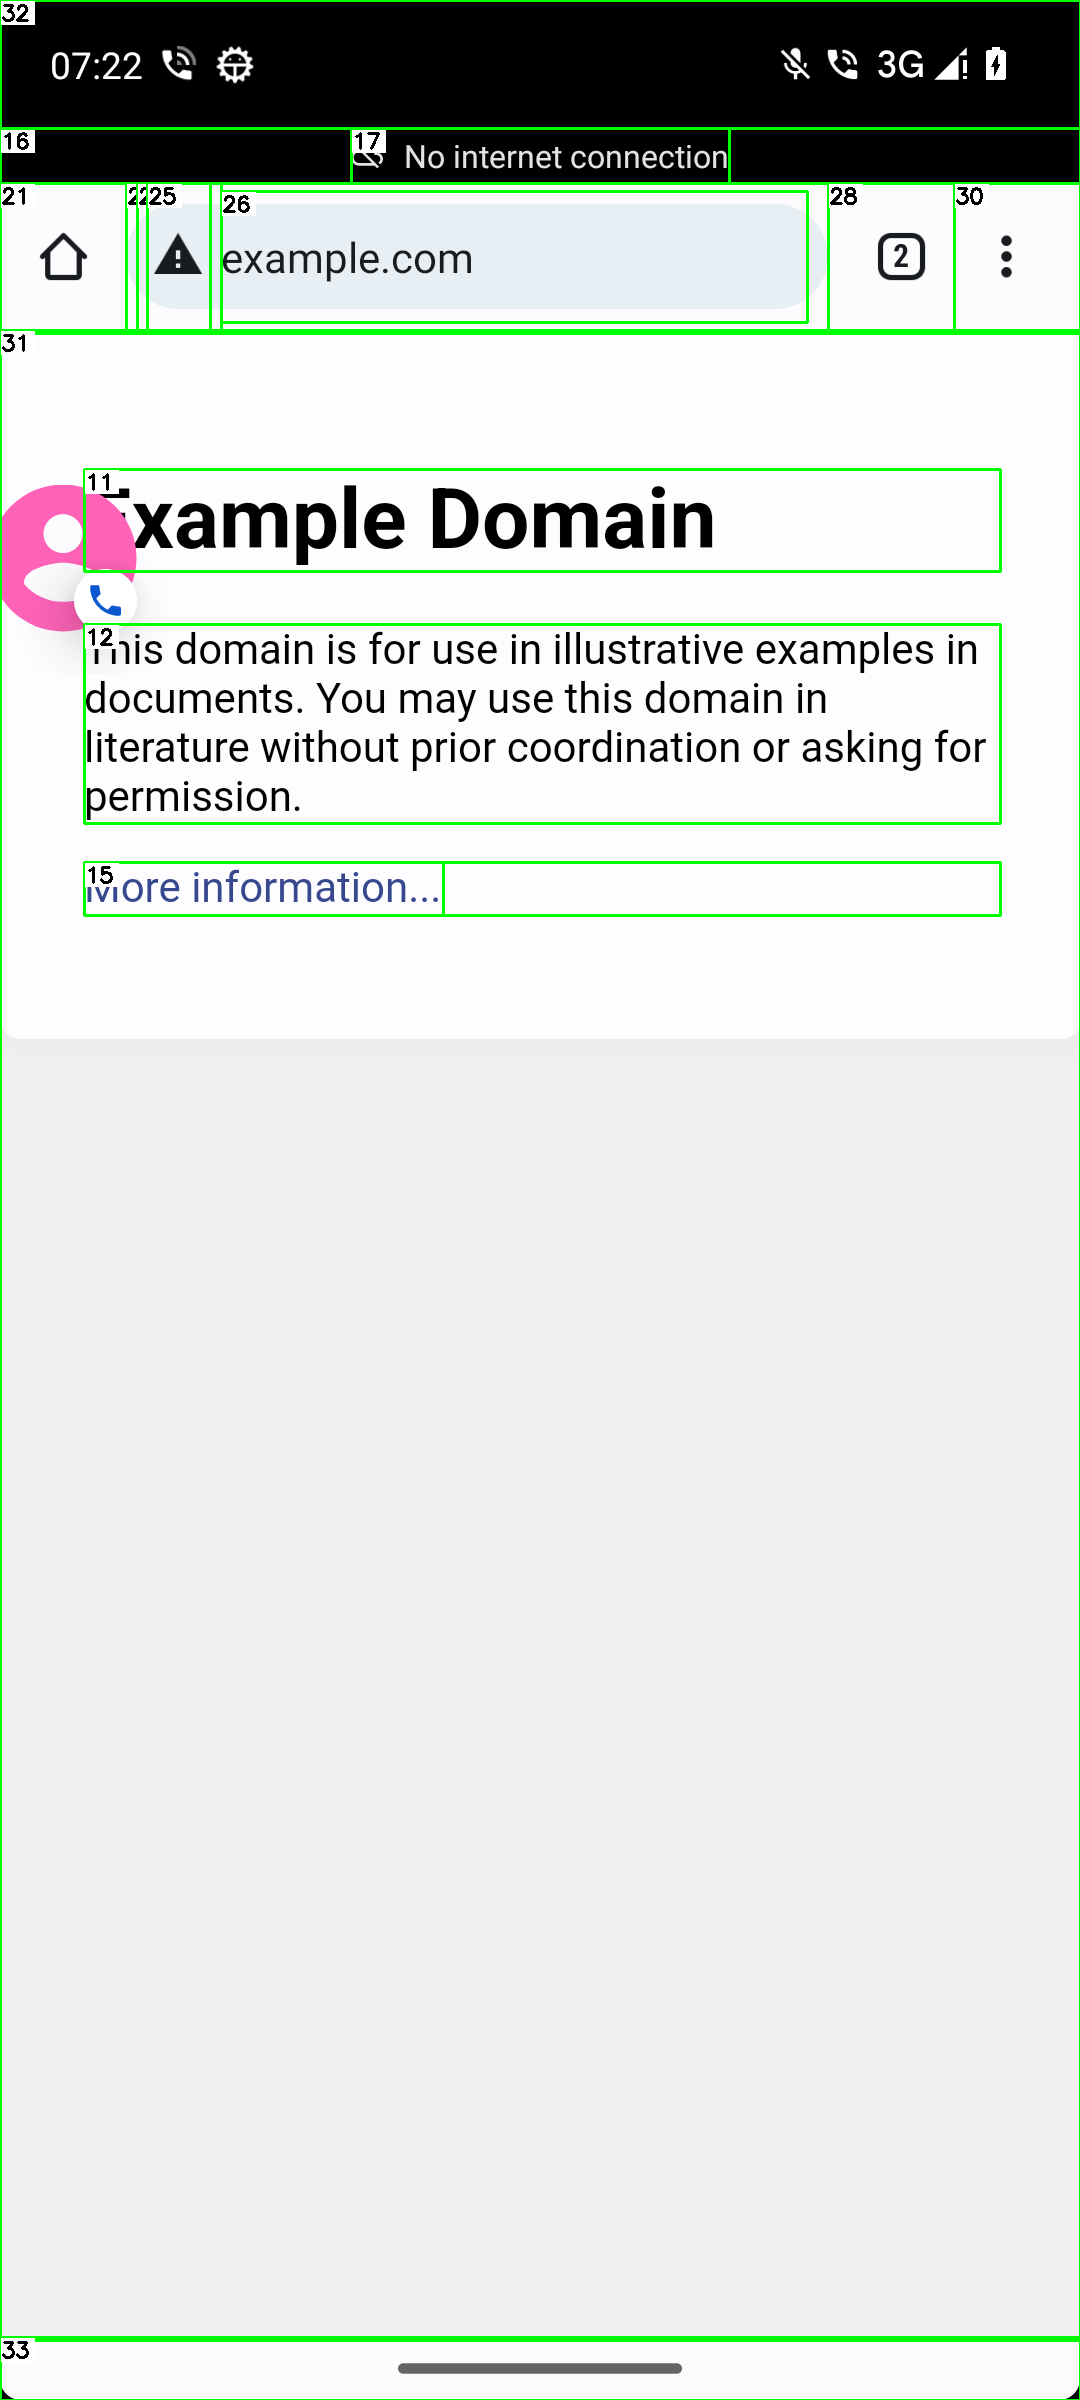 32
07:22
3G
16
17
No internet connection
21
25
26
28
30
example.com
2
31
11
Example Domain
12
This domain is for use in illustrative examples in
documents. You may use this domain in
literature without prior coordination or asking for
permission.
15
More information...
33